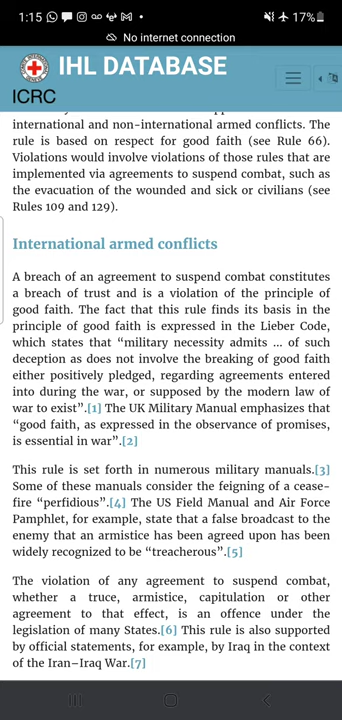 1:15
17%
No internet connection
IHL DATABASE
ICRC
international and non-international armed conflicts. The
rule is based on respect for good faith (see Rule 66).
Violations would involve violations of those rules that are
implemented via agreements to suspend combat, such as
the evacuation of the wounded and sick or civilians (see
Rules 109 and 129).
International armed conflicts
A breach of an agreement to suspend combat constitutes
a breach of trust and is a violation of the principle of
good faith. The fact that this rule finds its basis in the
principle of good faith is expressed in the Lieber Code,
which states that “military necessity admits … of such
deception as does not involve the breaking of good faith
either positively pledged, regarding agreements entered
into during the war, or supposed by the modern law of
war to exist”.[1] The UK Military Manual emphasizes that
“good faith, as expressed in the observance of promises,
is essential in war”.[2]
This rule is set forth in numerous military manuals.[3]
Some of these manuals consider the feigning of a cease-
fire “perfidious”.[4] The US Field Manual and Air Force
Pamphlet, for example, state that a false broadcast to the
enemy that an armistice has been agreed upon has been
widely recognized to be “treacherous”.[5]
The violation of any agreement to suspend combat,
whether a truce, armistice, capitulation or other
agreement to that effect, is an offence under the
legislation of many States.[6] This rule is also supported
by official statements, for example, by Iraq in the context
of the Iran–Iraq War.[7]